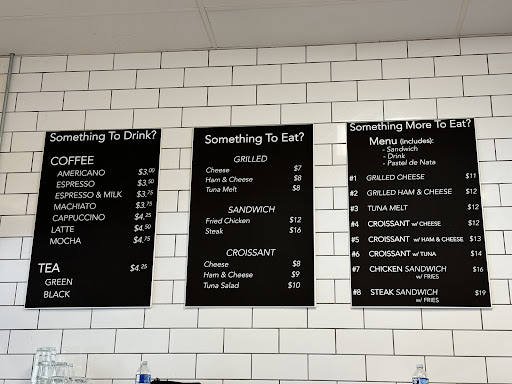 Something To Drink?
COFFEE
AMERICANO $3.00
ESPRESSO $3.50
ESPRESSO & MILK $3.75
MACHIATO $3.75
CAPPUCCINO $4.25
LATTE $4.50
MOCHA $4.75
TEA $4.25
GREEN
BLACK
Something To Eat?
GRILLED
Cheese $7
Ham & Cheese $8
Tuna Melt $8
SANDWICH
Fried Chicken $12
Steak $16
CROISSANT
Cheese $8
Ham & Cheese $9
Tuna Salad $10
Something More To Eat?
Menu (includes):
- Sandwich
- Drink
- Pastel de Nata
#1 GRILLED CHEESE $11
#2 GRILLED HAM & CHEESE $12
#3 TUNA MELT $12
#4 CROISSANT w/ CHEESE $12
#5 CROISSANT w/ HAM & CHEESE $13
#6 CROISSANT w/ TUNA $14
#7 CHICKEN SANDWICH $16
w/ FRIES
#8 STEAK SANDWICH $19
w/ FRIES